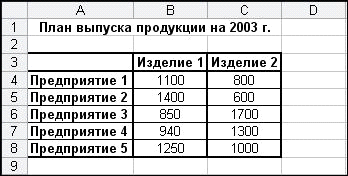 A B C D
1 План выпуска продукции на 2003 г.
2
3 Изделие 1 Изделие 2
4 Предприятие 1 1100 800
5 Предприятие 2 1400 600
6 Предприятие 3 850 1700
7 Предприятие 4 940 1300
8 Предприятие 5 1250 1000
9